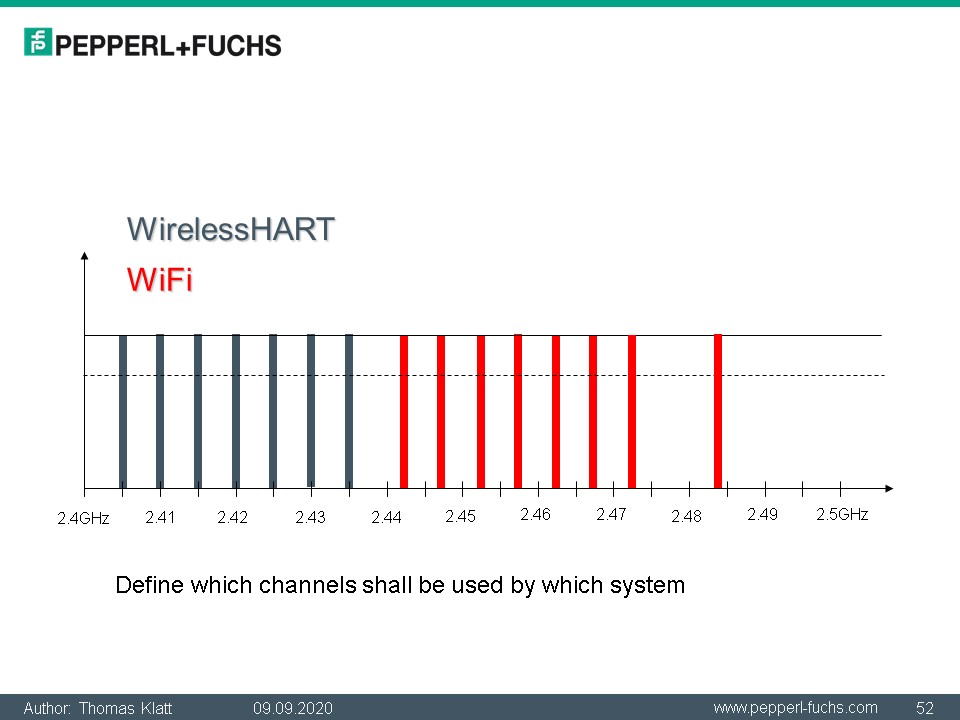 PEPPERL+FUCHS
WirelessHART
WiFi
2.4GHz 2.41 2.42 2.43 2.44 2.45 2.46 2.47 2.48 2.49 2.5GHz
Define which channels shall be used by which system
Author: Thomas Klatt 09.09.2020 www.pepperl-fuchs.com 52